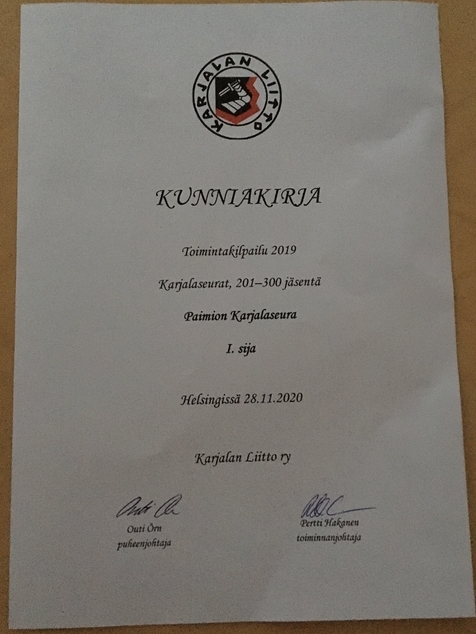 KARJALAN LIITTO
KUNNIAKIRJA
Toimintakilpailu 2019
Karjalaseurat, 201–300 jäsentä
Paimion Karjalaseura
I. sija
Helsingissä 28.11.2020
Karjalan Liitto ry
Outi Örn
puheenjohtaja
Pertti Hakanen
toiminnanjohtaja